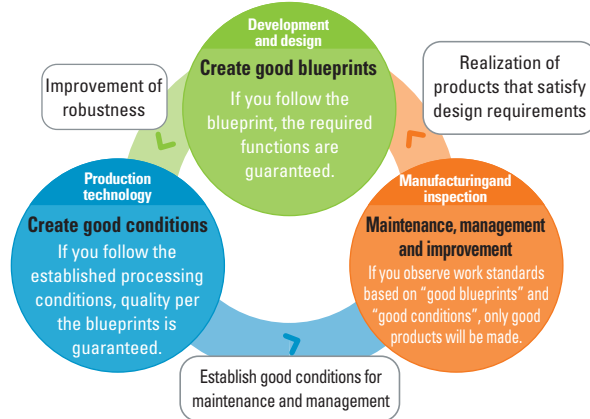 Development
and design
Create good blueprints
If you follow the
blueprint, the required
functions are
guaranteed.
Improvement of
robustness
Realization of
products that satisfy
design requirements
Production
technology
Create good conditions
If you follow the
established processing
conditions, quality per
the blueprints is
guaranteed.
Manufacturingand
inspection
Maintenance, management
and improvement
If you observe work standards
based on “good blueprints” and
“good conditions”, only good
products will be made.
Establish good conditions for
maintenance and management